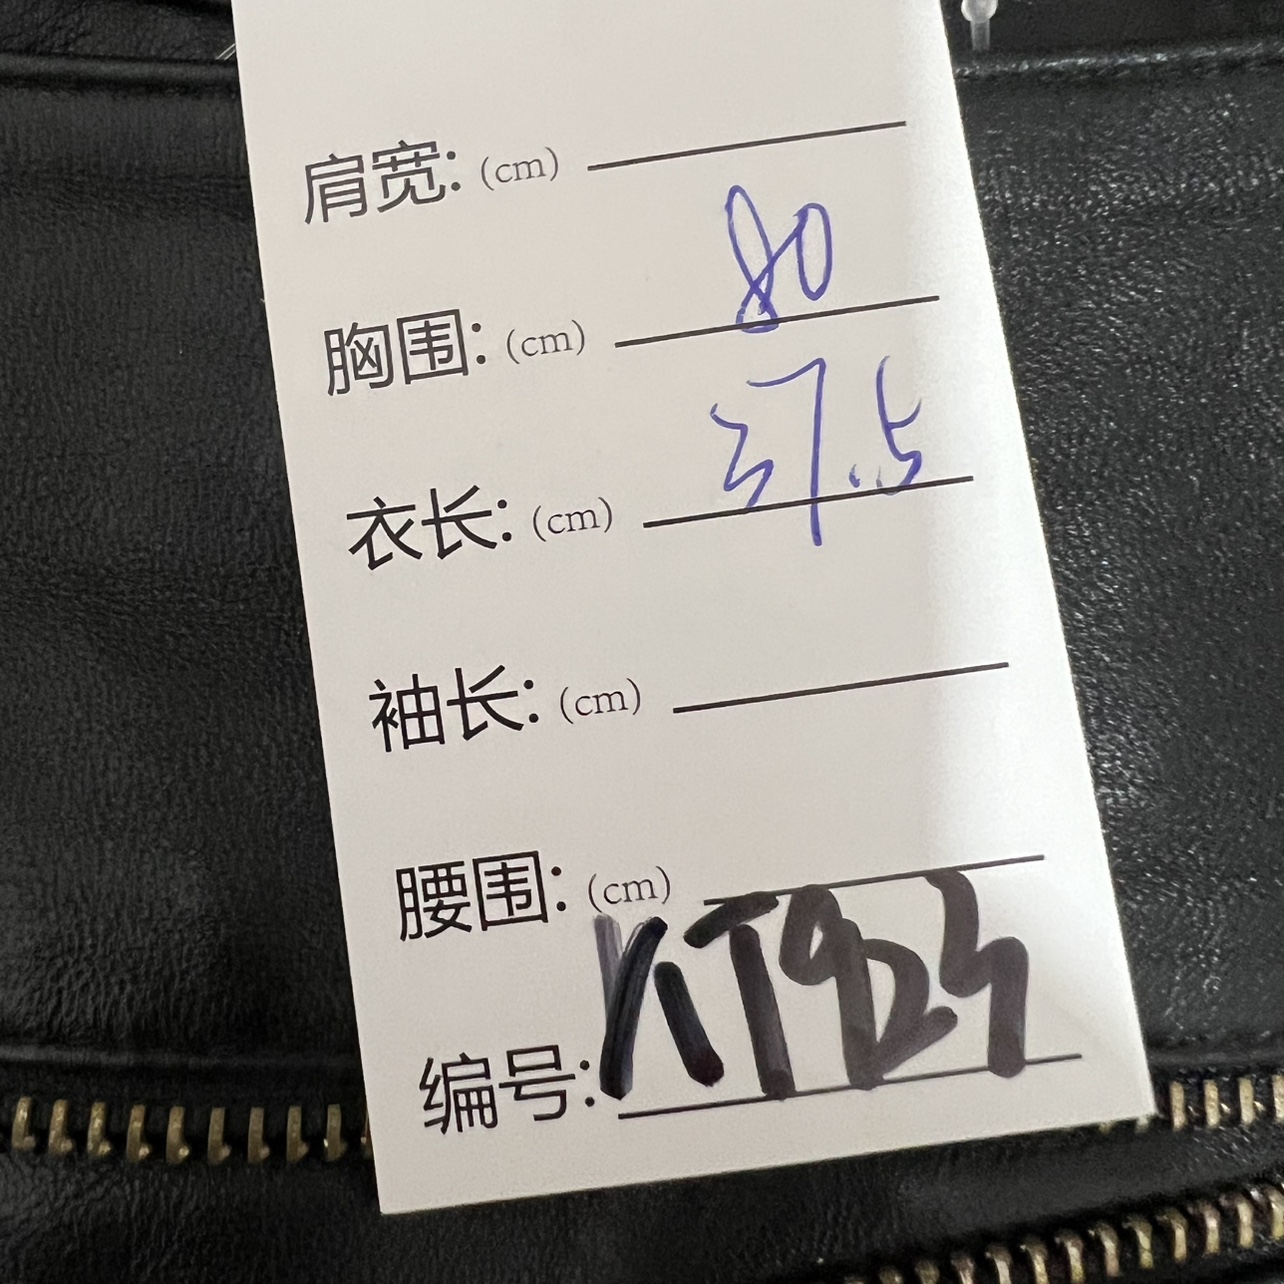 肩宽: (cm)
胸围: (cm) 80
衣长: (cm) 37.5
袖长: (cm)
腰围: (cm)
编号: